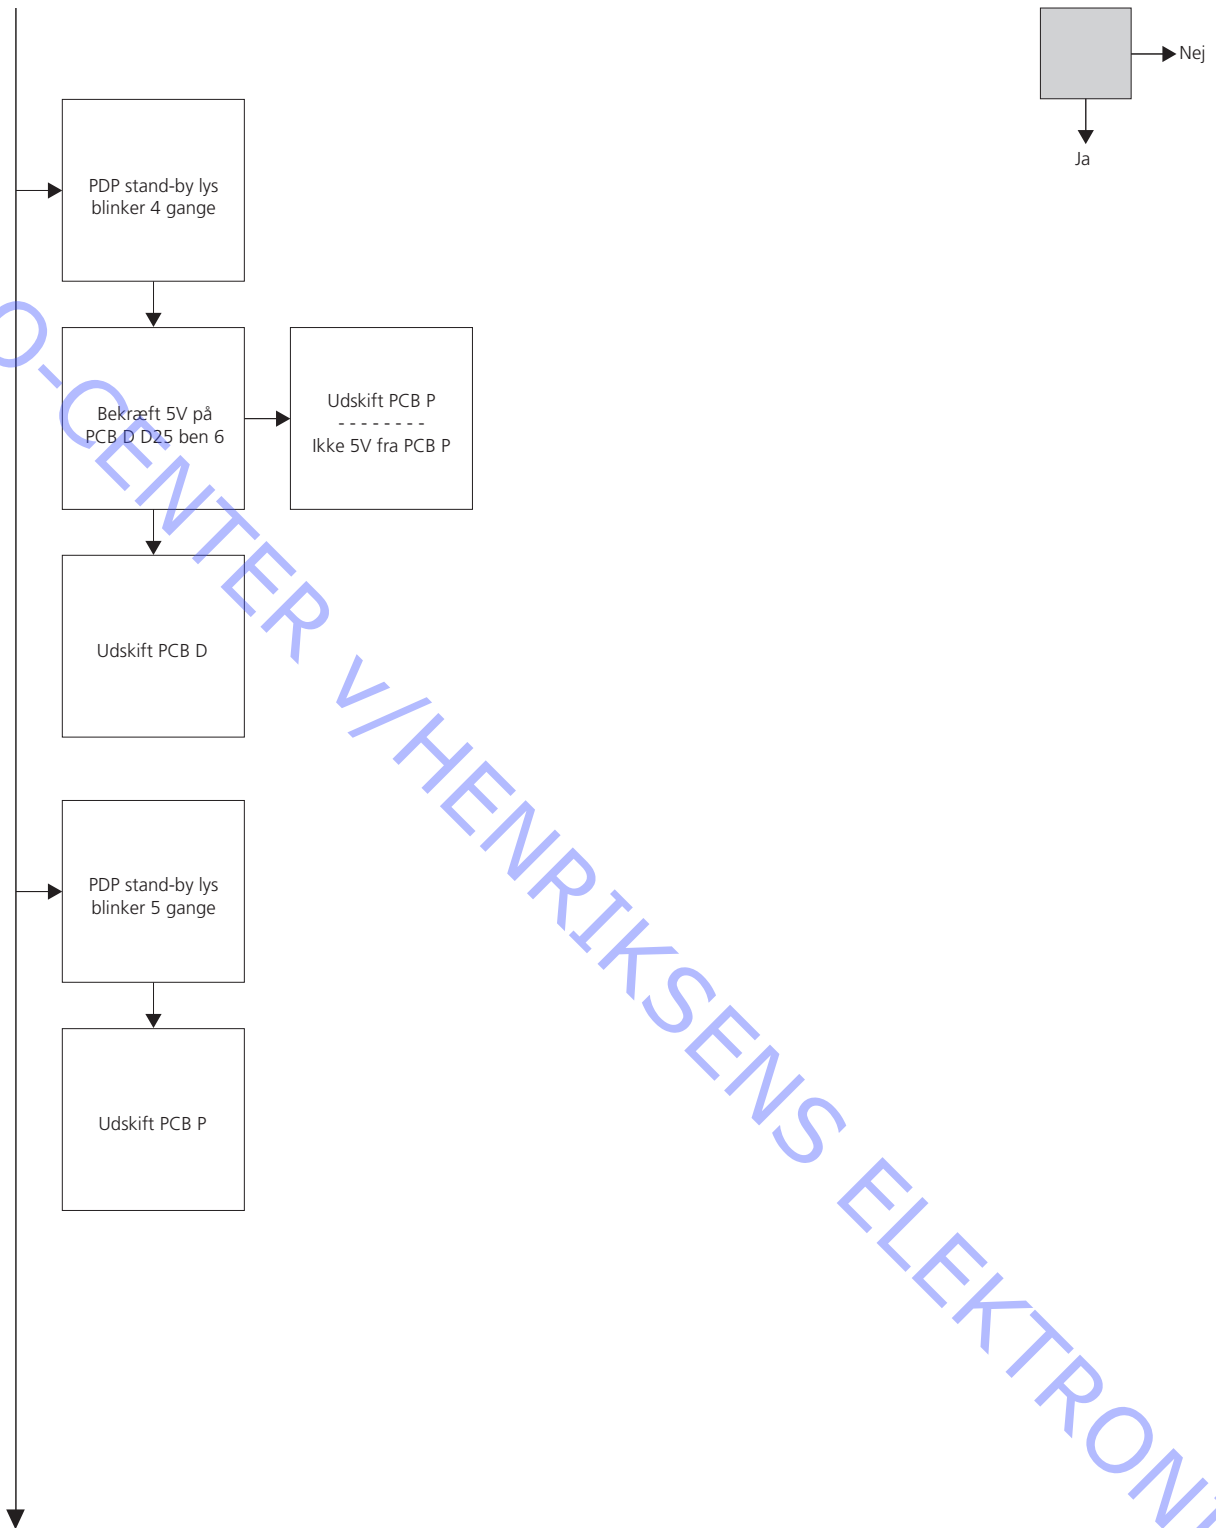 Nej
Ja
PDP stand-by lys
blinker 4 gange
Bekræft 5V på
PCB D D25 ben 6
Udskift PCB P
- - - - - - - -
Ikke 5V fra PCB P
Udskift PCB D
PDP stand-by lys
blinker 5 gange
Udskift PCB P
O-CENTER v/HENRIKSENS ELEKTRONI